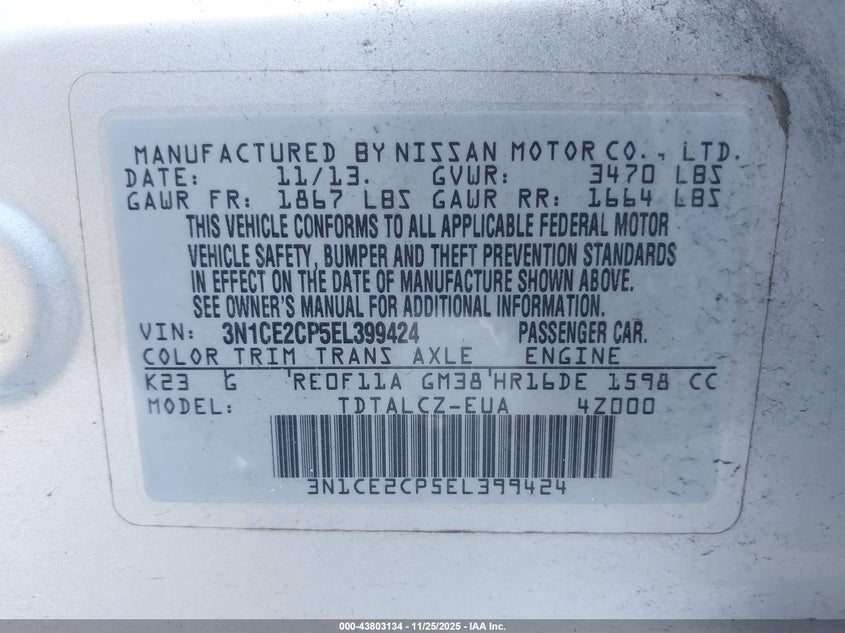 MANUFACTURED BY NISSAN MOTOR CO., LTD.
DATE: 11/13. GVWR: 3470 LBS
GAWR FR: 1867 LBS GAWR RR: 1664 LBS
THIS VEHICLE CONFORMS TO ALL APPLICABLE FEDERAL MOTOR
VEHICLE SAFETY, BUMPER AND THEFT PREVENTION STANDARDS
IN EFFECT ON THE DATE OF MANUFACTURE SHOWN ABOVE.
SEE OWNER'S MANUAL FOR ADDITIONAL INFORMATION.
VIN: 3N1CE2CP5EL399424 PASSENGER CAR.
COLOR TRIM TRANS AXLE ENGINE
K23 G 'RE0F11A GM38'HR16DE 1598 CC
MODEL: TDTALCZ-EUA 4Z000
3N1CE2CP5EL399424
000-43803134 - 11/25/2025 - IAA Inc.